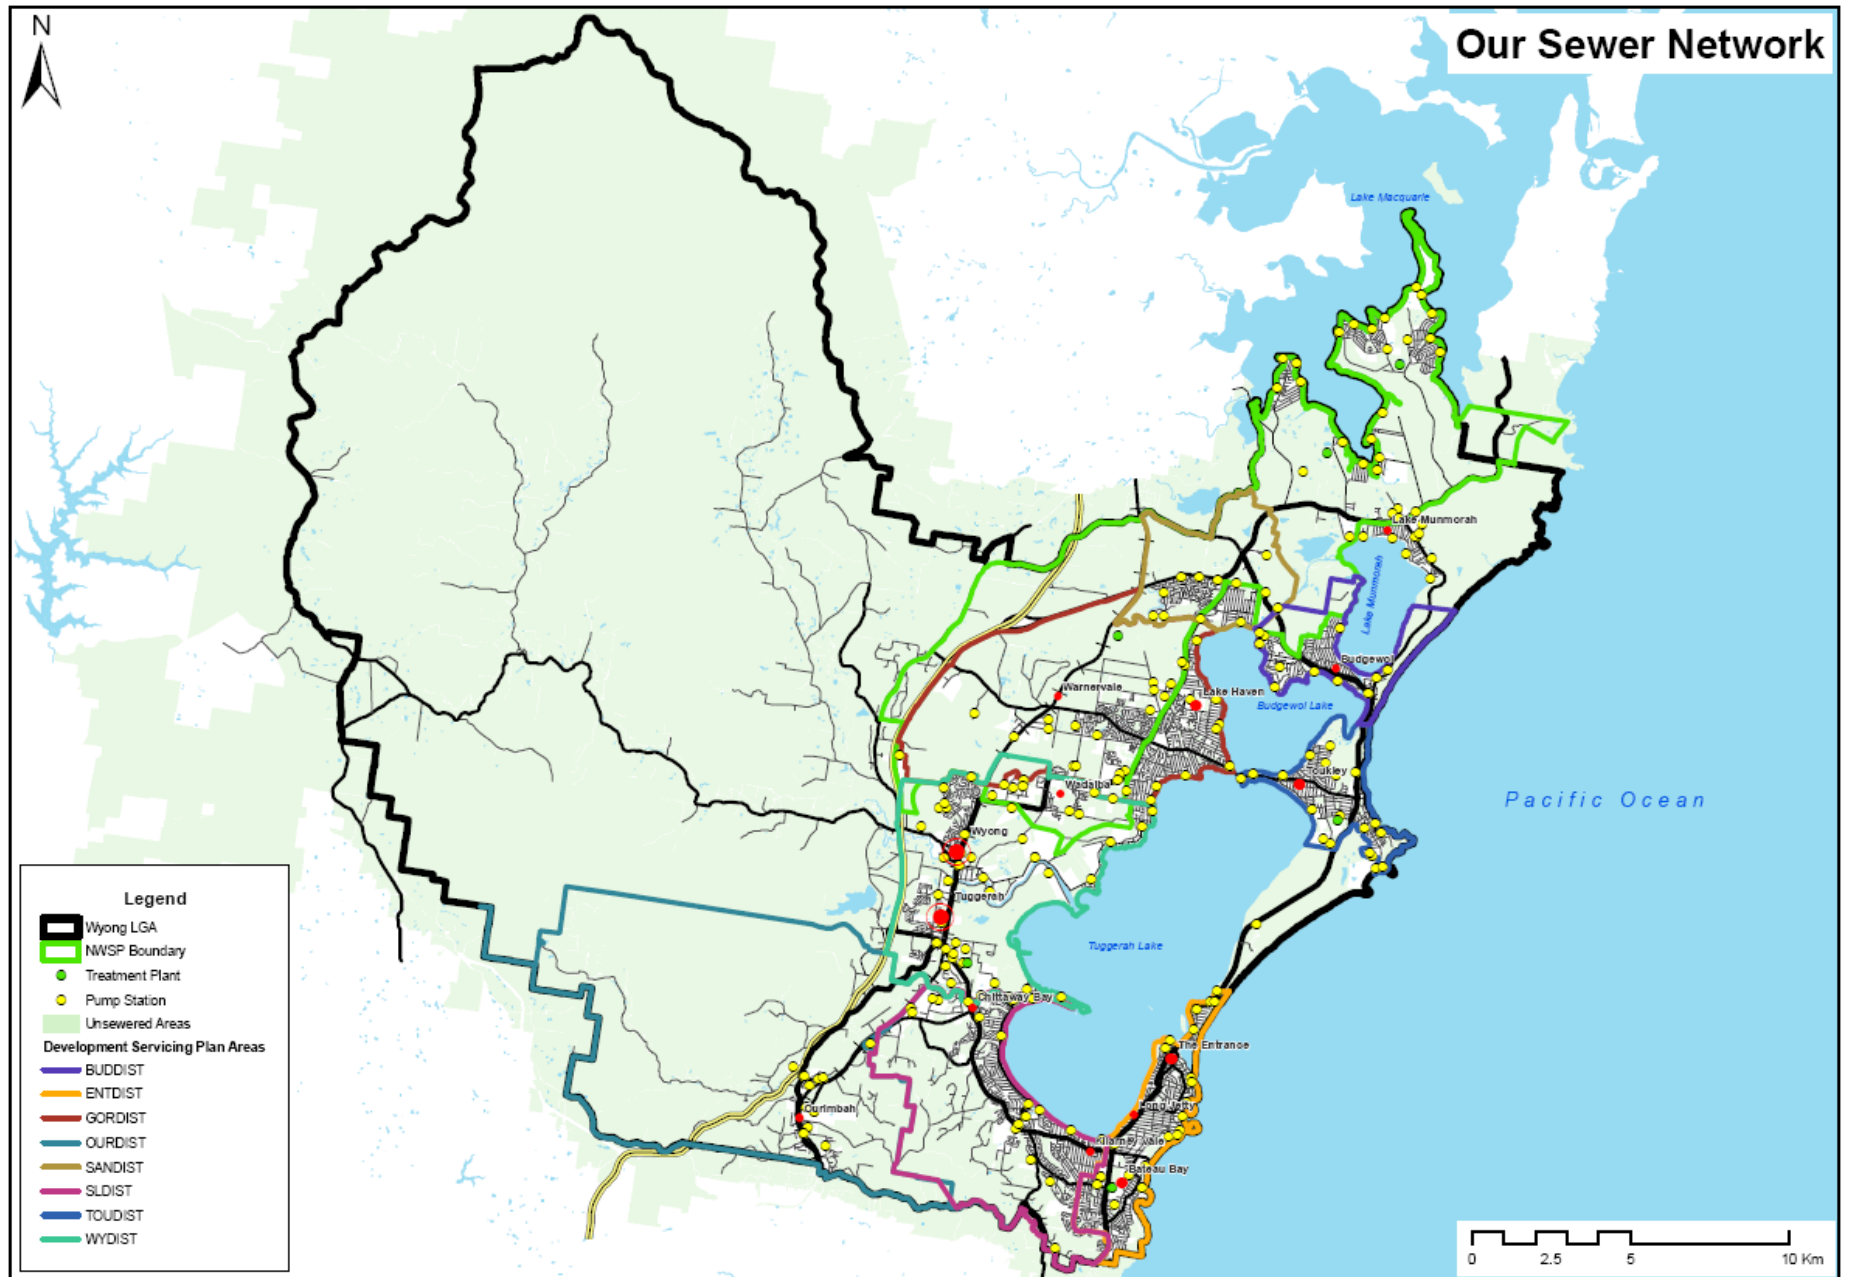 N
Our Sewer Network
Lake Macquarie
Lake Munmorah
Lake Munmorah
Budgewoi
Warnervale
Lake Haven
Budgewoi Lake
Toukley
Wadalba
Pacific Ocean
Wyong
Tuggerah
Tuggerah Lake
Chittaway Bay
The Entrance
Long Jetty
Ourimbah
Killarney Vale
Bateau Bay
Legend
Wyong LGA
NWSP Boundary
Treatment Plant
Pump Station
Unsewered Areas
Development Servicing Plan Areas
BUDDIST
ENTDIST
GORDIST
OURDIST
SANDIST
SLDIST
TOUDIST
WYDIST
0 2.5 5 10 Km